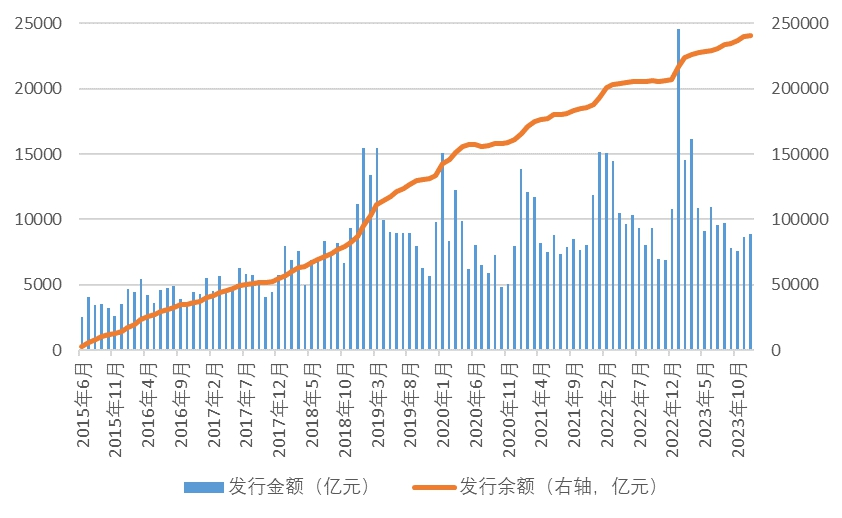 25000
20000
15000
10000
5000
0
250000
200000
150000
100000
50000
0
2015年6月
2015年11月
2016年4月
2016年9月
2017年2月
2017年7月
2017年12月
2018年5月
2018年10月
2019年3月
2019年8月
2020年1月
2020年6月
2020年11月
2021年4月
2021年9月
2022年2月
2022年7月
2022年12月
2023年5月
2023年10月
发行金额（亿元） 发行余额（右轴，亿元）